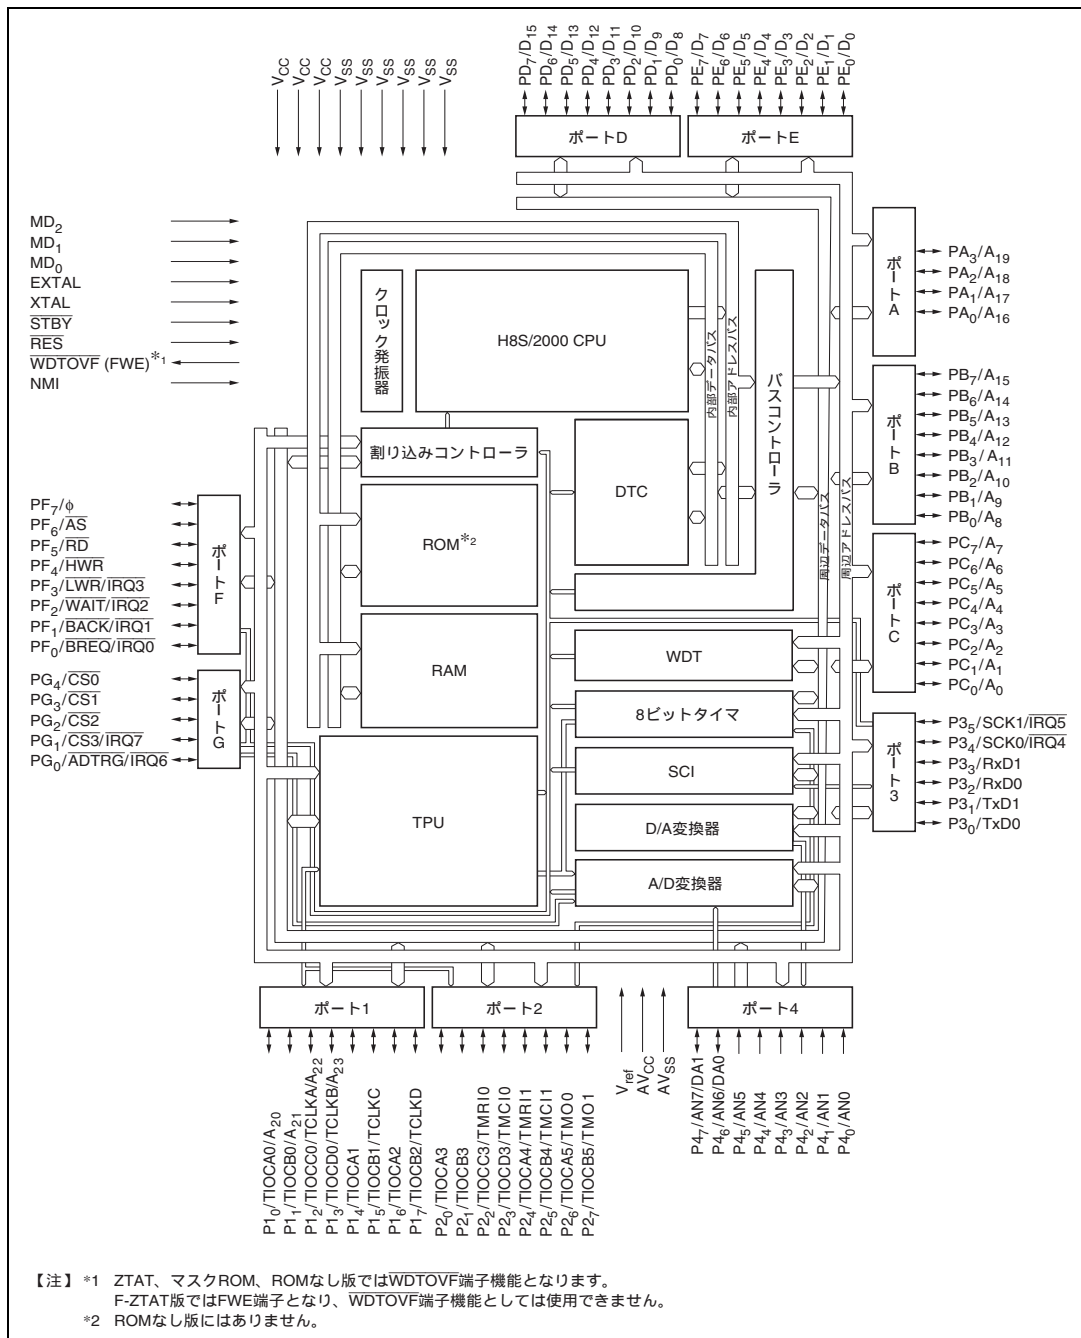 VCC
VCC
VCC
VSS
VSS
VSS
VSS
VSS
VSS
PD7/D15
PD6/D14
PD5/D13
PD4/D12
PD3/D11
PD2/D10
PD1/D9
PD0/D8
PE7/D7
PE6/D6
PE5/D5
PE4/D4
PE3/D3
PE2/D2
PE1/D1
PE0/D0
ポートD
ポートE
MD2
MD1
MD0
EXTAL
XTAL
STBY
RES
WDTOVF (FWE)*1
NMI
クロック発振器
H8S/2000 CPU
内部データバス
内部アドレスバス
バスコントローラ
周辺データバス
周辺アドレスバス
ポートA
PA3/A19
PA2/A18
PA1/A17
PA0/A16
割り込みコントローラ
DTC
ポートB
PB7/A15
PB6/A14
PB5/A13
PB4/A12
PB3/A11
PB2/A10
PB1/A9
PB0/A8
PF7/φ
PF6/AS
PF5/RD
PF4/HWR
PF3/LWR/IRQ3
PF2/WAIT/IRQ2
PF1/BACK/IRQ1
PF0/BREQ/IRQ0
ポートF
ROM*2
ポートC
PC7/A7
PC6/A6
PC5/A5
PC4/A4
PC3/A3
PC2/A2
PC1/A1
PC0/A0
PG4/CS0
PG3/CS1
PG2/CS2
PG1/CS3/IRQ7
PG0/ADTRG/IRQ6
ポートG
RAM
WDT
8ビットタイマ
SCI
D/A変換器
A/D変換器
TPU
ポート3
P35/SCK1/IRQ5
P34/SCK0/IRQ4
P33/RxD1
P32/RxD0
P31/TxD1
P30/TxD0
ポート1
ポート2
ポート4
P10/TIOCA0/A20
P11/TIOCB0/A21
P12/TIOCC0/TCLKA/A22
P13/TIOCD0/TCLKB/A23
P14/TIOCA1
P15/TIOCB1/TCLKC
P16/TIOCA2
P17/TIOCB2/TCLKD
P20/TIOCA3
P21/TIOCB3
P22/TIOCC3/TMRI0
P23/TIOCD3/TMCI0
P24/TIOCA4/TMRI1
P25/TIOCB4/TMCI1
P26/TIOCA5/TMO0
P27/TIOCB5/TMO1
Vref
AVCC
AVSS
P47/AN7/DA1
P46/AN6/DA0
P45/AN5
P44/AN4
P43/AN3
P42/AN2
P41/AN1
P40/AN0
【注】 *1 ZTAT、マスクROM、ROMなし版ではWDTOVF端子機能となります。
F-ZTAT版ではFWE端子となり、WDTOVF端子機能としては使用できません。
*2 ROMなし版にはありません。